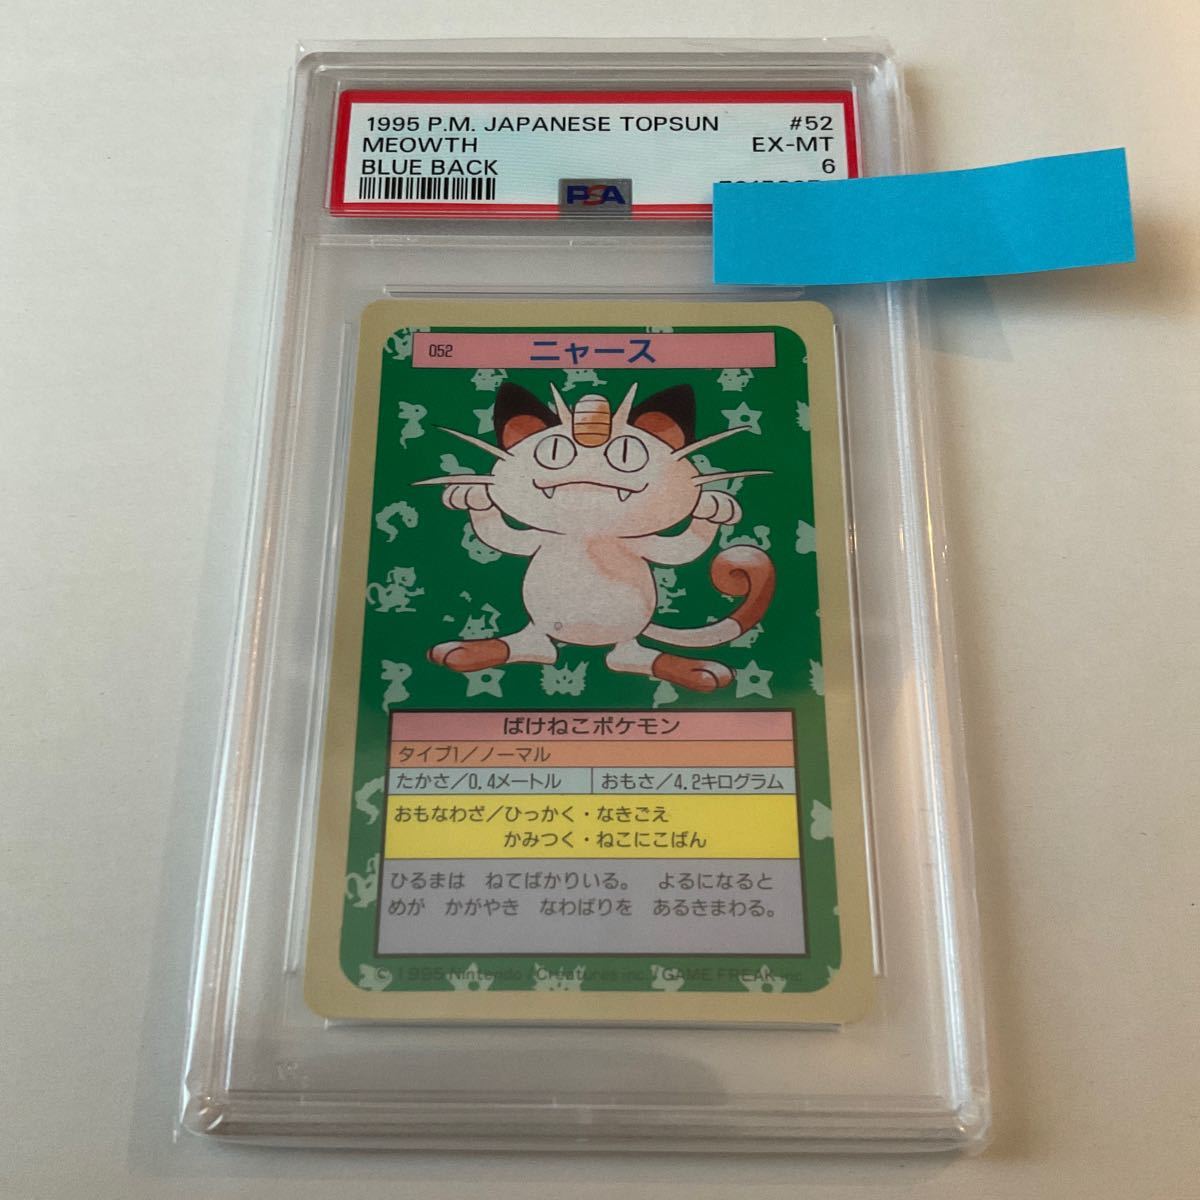 1995 P.M. JAPANESE TOPSUN #52
MEOWTH EX-MT
BLUE BACK 6
PSA
052 ニャース
ばけねこポケモン
タイプ1／ノーマル
たかさ／0.4メートル おもさ／4.2キログラム
おもなわざ／ひっかく・なきごえ
かみつく・ねこにこばん
ひるまは ねてばかりいる。 よるになると
めが かがやき なわばりを あるきまわる。
© 1995 Nintendo /Creatures inc. /GAME FREAK inc.